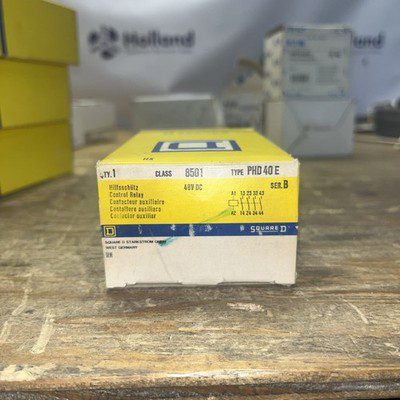 Holland
QTY.1 CLASS 8501 TYPE PHD 40 E
Hilfsschütz 48V DC SER.B
Control Relay A1 13 23 33 43
Contacteur auxiliaire
Contattore ausiliario
Contactor auxiliar A2 14 24 34 44
D SQUARE D
SQUARE D STARKSTROM GMBH
WEST GERMANY